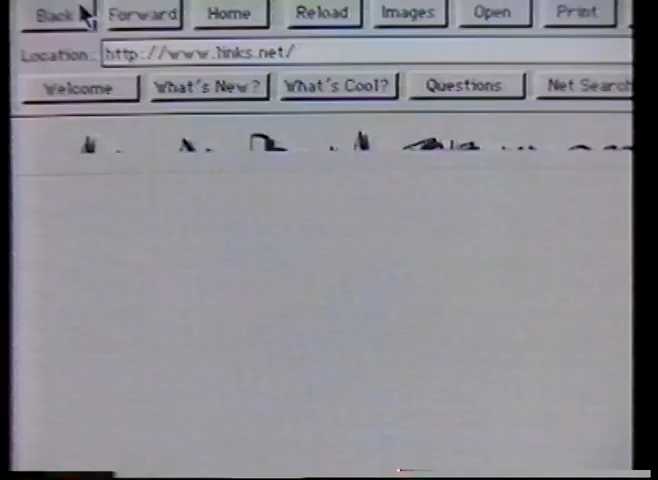 Back Forward Home Reload Images Open Print
Location: http://www.links.net/
Welcome What's New? What's Cool? Questions Net Search